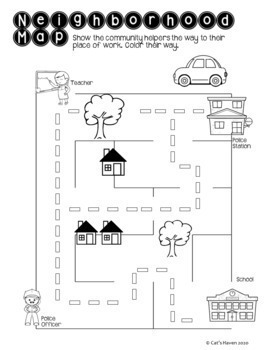 Neighborhood
Map
Show the community helpers the way to their
place of work. Color their way.
Teacher
Police
Station
School
Police
Officer
© Cat's Haven 2020